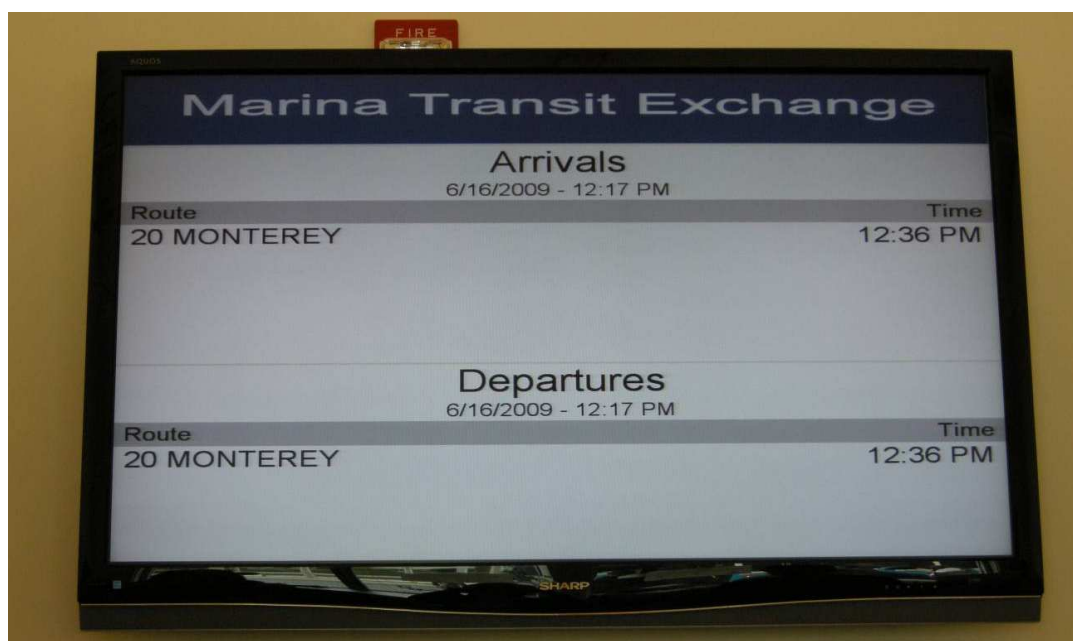 FIRE
AQUOS
Marina Transit Exchange
Arrivals
6/16/2009 - 12:17 PM
Route Time
20 MONTEREY 12:36 PM
Departures
6/16/2009 - 12:17 PM
Route Time
20 MONTEREY 12:36 PM
SHARP